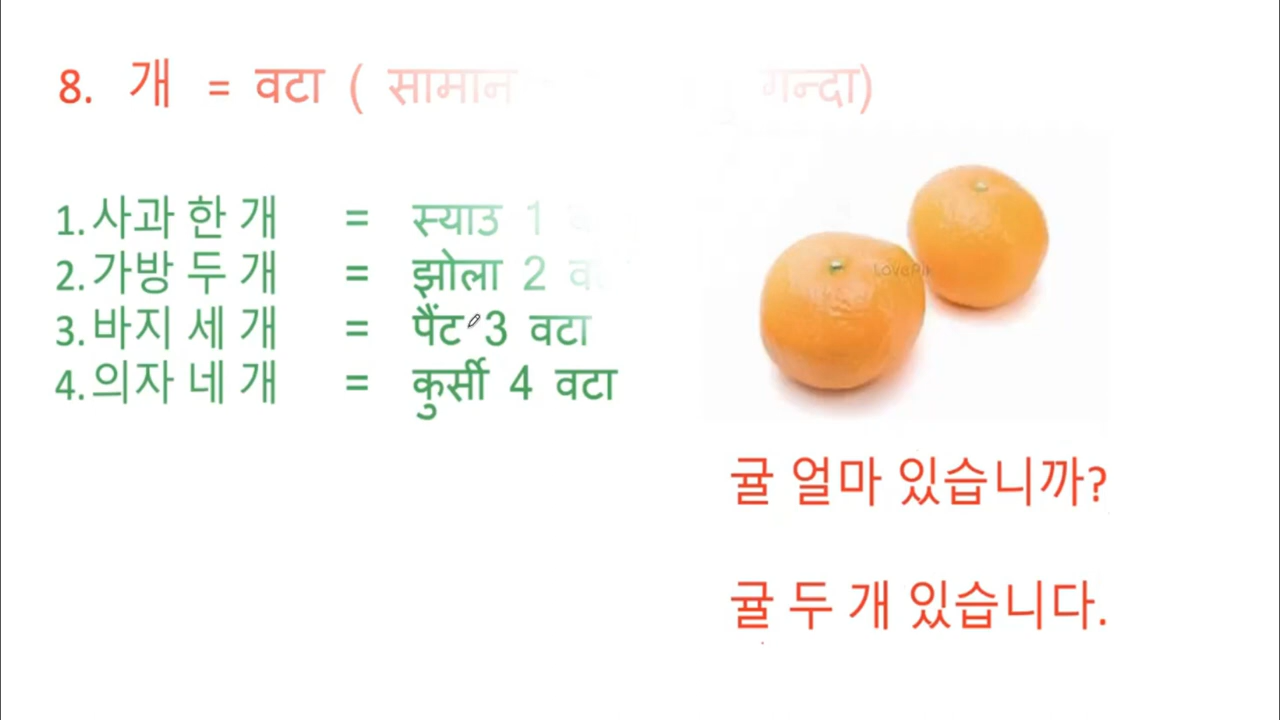 8. 개 = वटा ( सामान गन्दा)
1. 사과 한 개 = स्याउ 1
2. 가방 두 개 = झोला 2
3. 바지 세 개 = पैंट 3 वटा
4. 의자 네 개 = कुर्सी 4 वटा
귤 얼마 있습니까?
귤 두 개 있습니다.